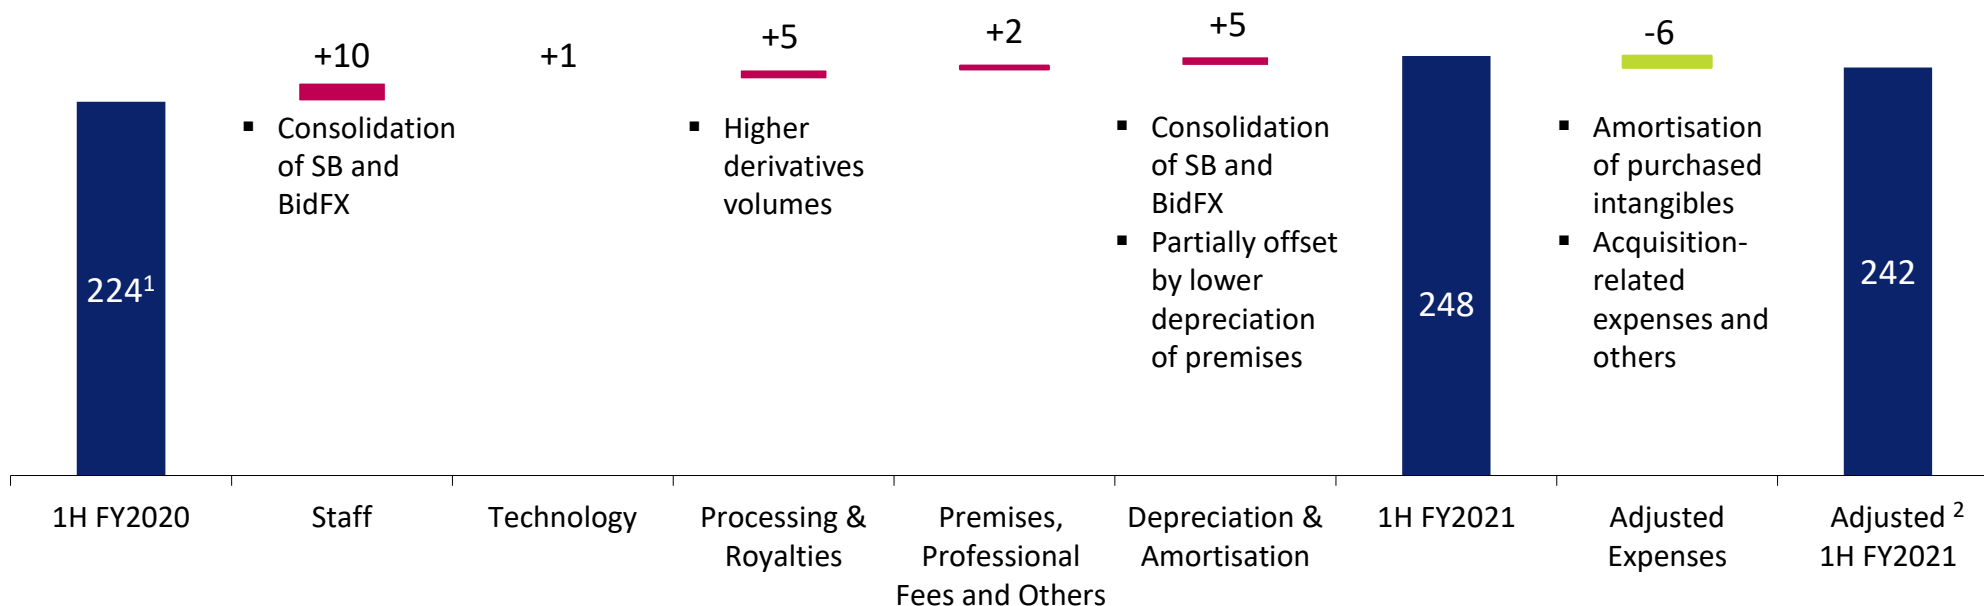 +10
+1
+5
+2
+5
-6
▪ Consolidation
of SB and
BidFX
▪ Higher
derivatives
volumes
▪ Consolidation
of SB and
BidFX
▪ Partially offset
by lower
depreciation
of premises
▪ Amortisation
of purchased
intangibles
▪ Acquisition-
related
expenses and
others
224¹
248
242
1H FY2020
Staff
Technology
Processing &
Royalties
Premises,
Professional
Fees and Others
Depreciation &
Amortisation
1H FY2021
Adjusted
Expenses
Adjusted ²
1H FY2021